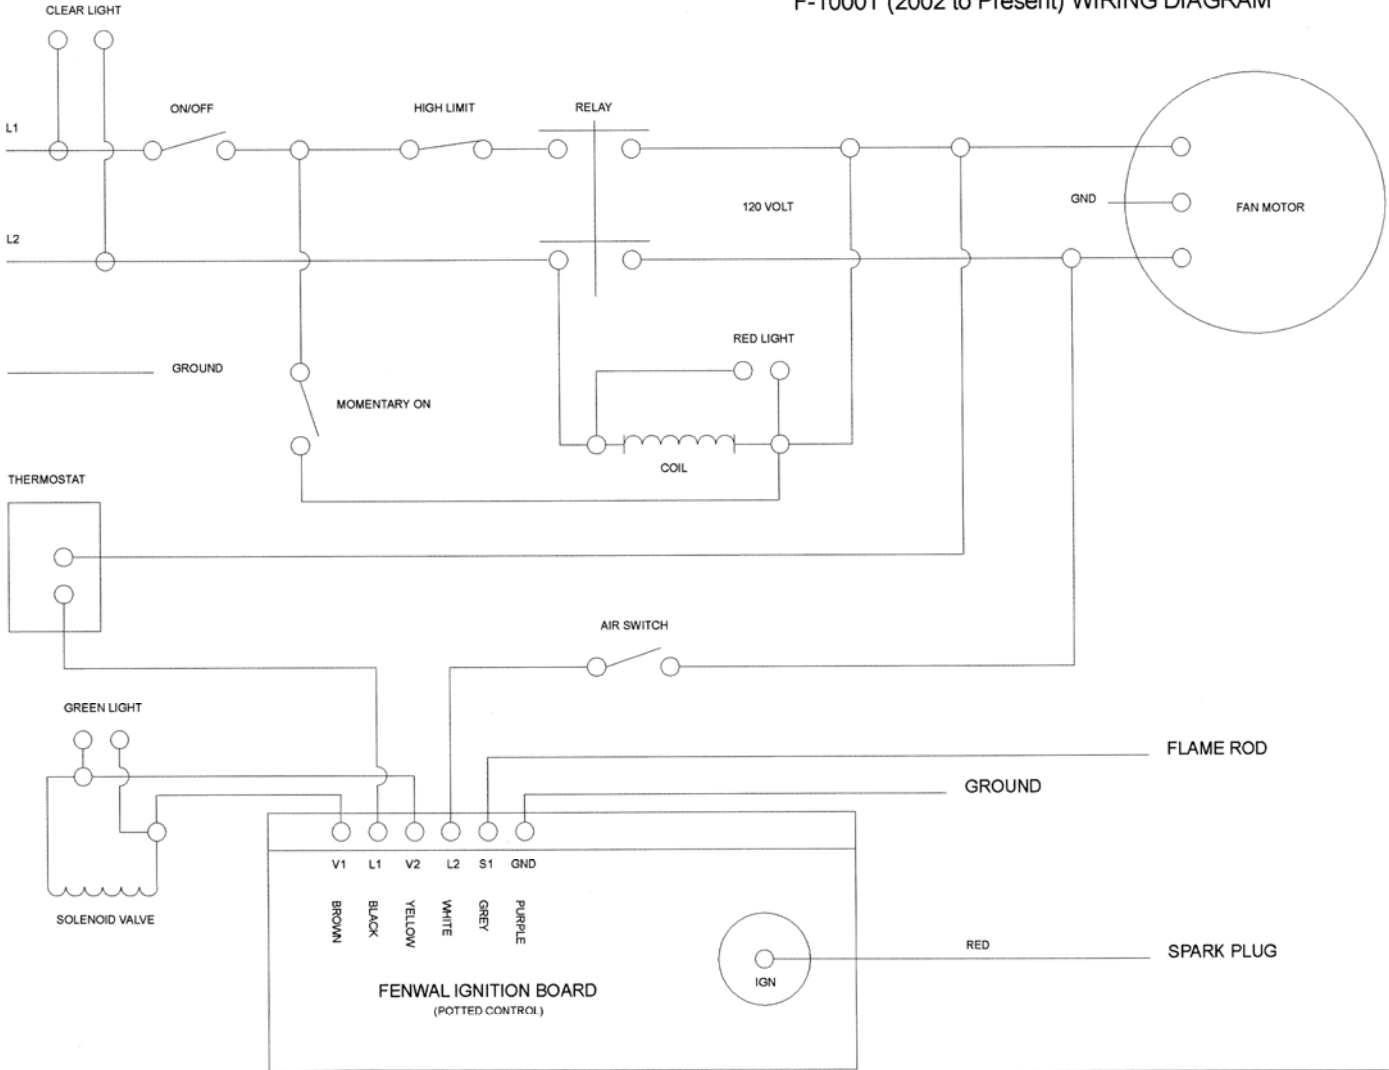 F-10001 (2002 to Present) WIRING DIAGRAM
CLEAR LIGHT
ON/OFF
HIGH LIMIT
RELAY
L1
120 VOLT
GND
FAN MOTOR
L2
RED LIGHT
GROUND
MOMENTARY ON
COIL
THERMOSTAT
AIR SWITCH
GREEN LIGHT
FLAME ROD
GROUND
V1 L1 V2 L2 S1 GND
BROWN
BLACK
YELLOW
WHITE
GREY
PURPLE
SOLENOID VALVE
RED
SPARK PLUG
IGN
FENWAL IGNITION BOARD
(POTTED CONTROL)